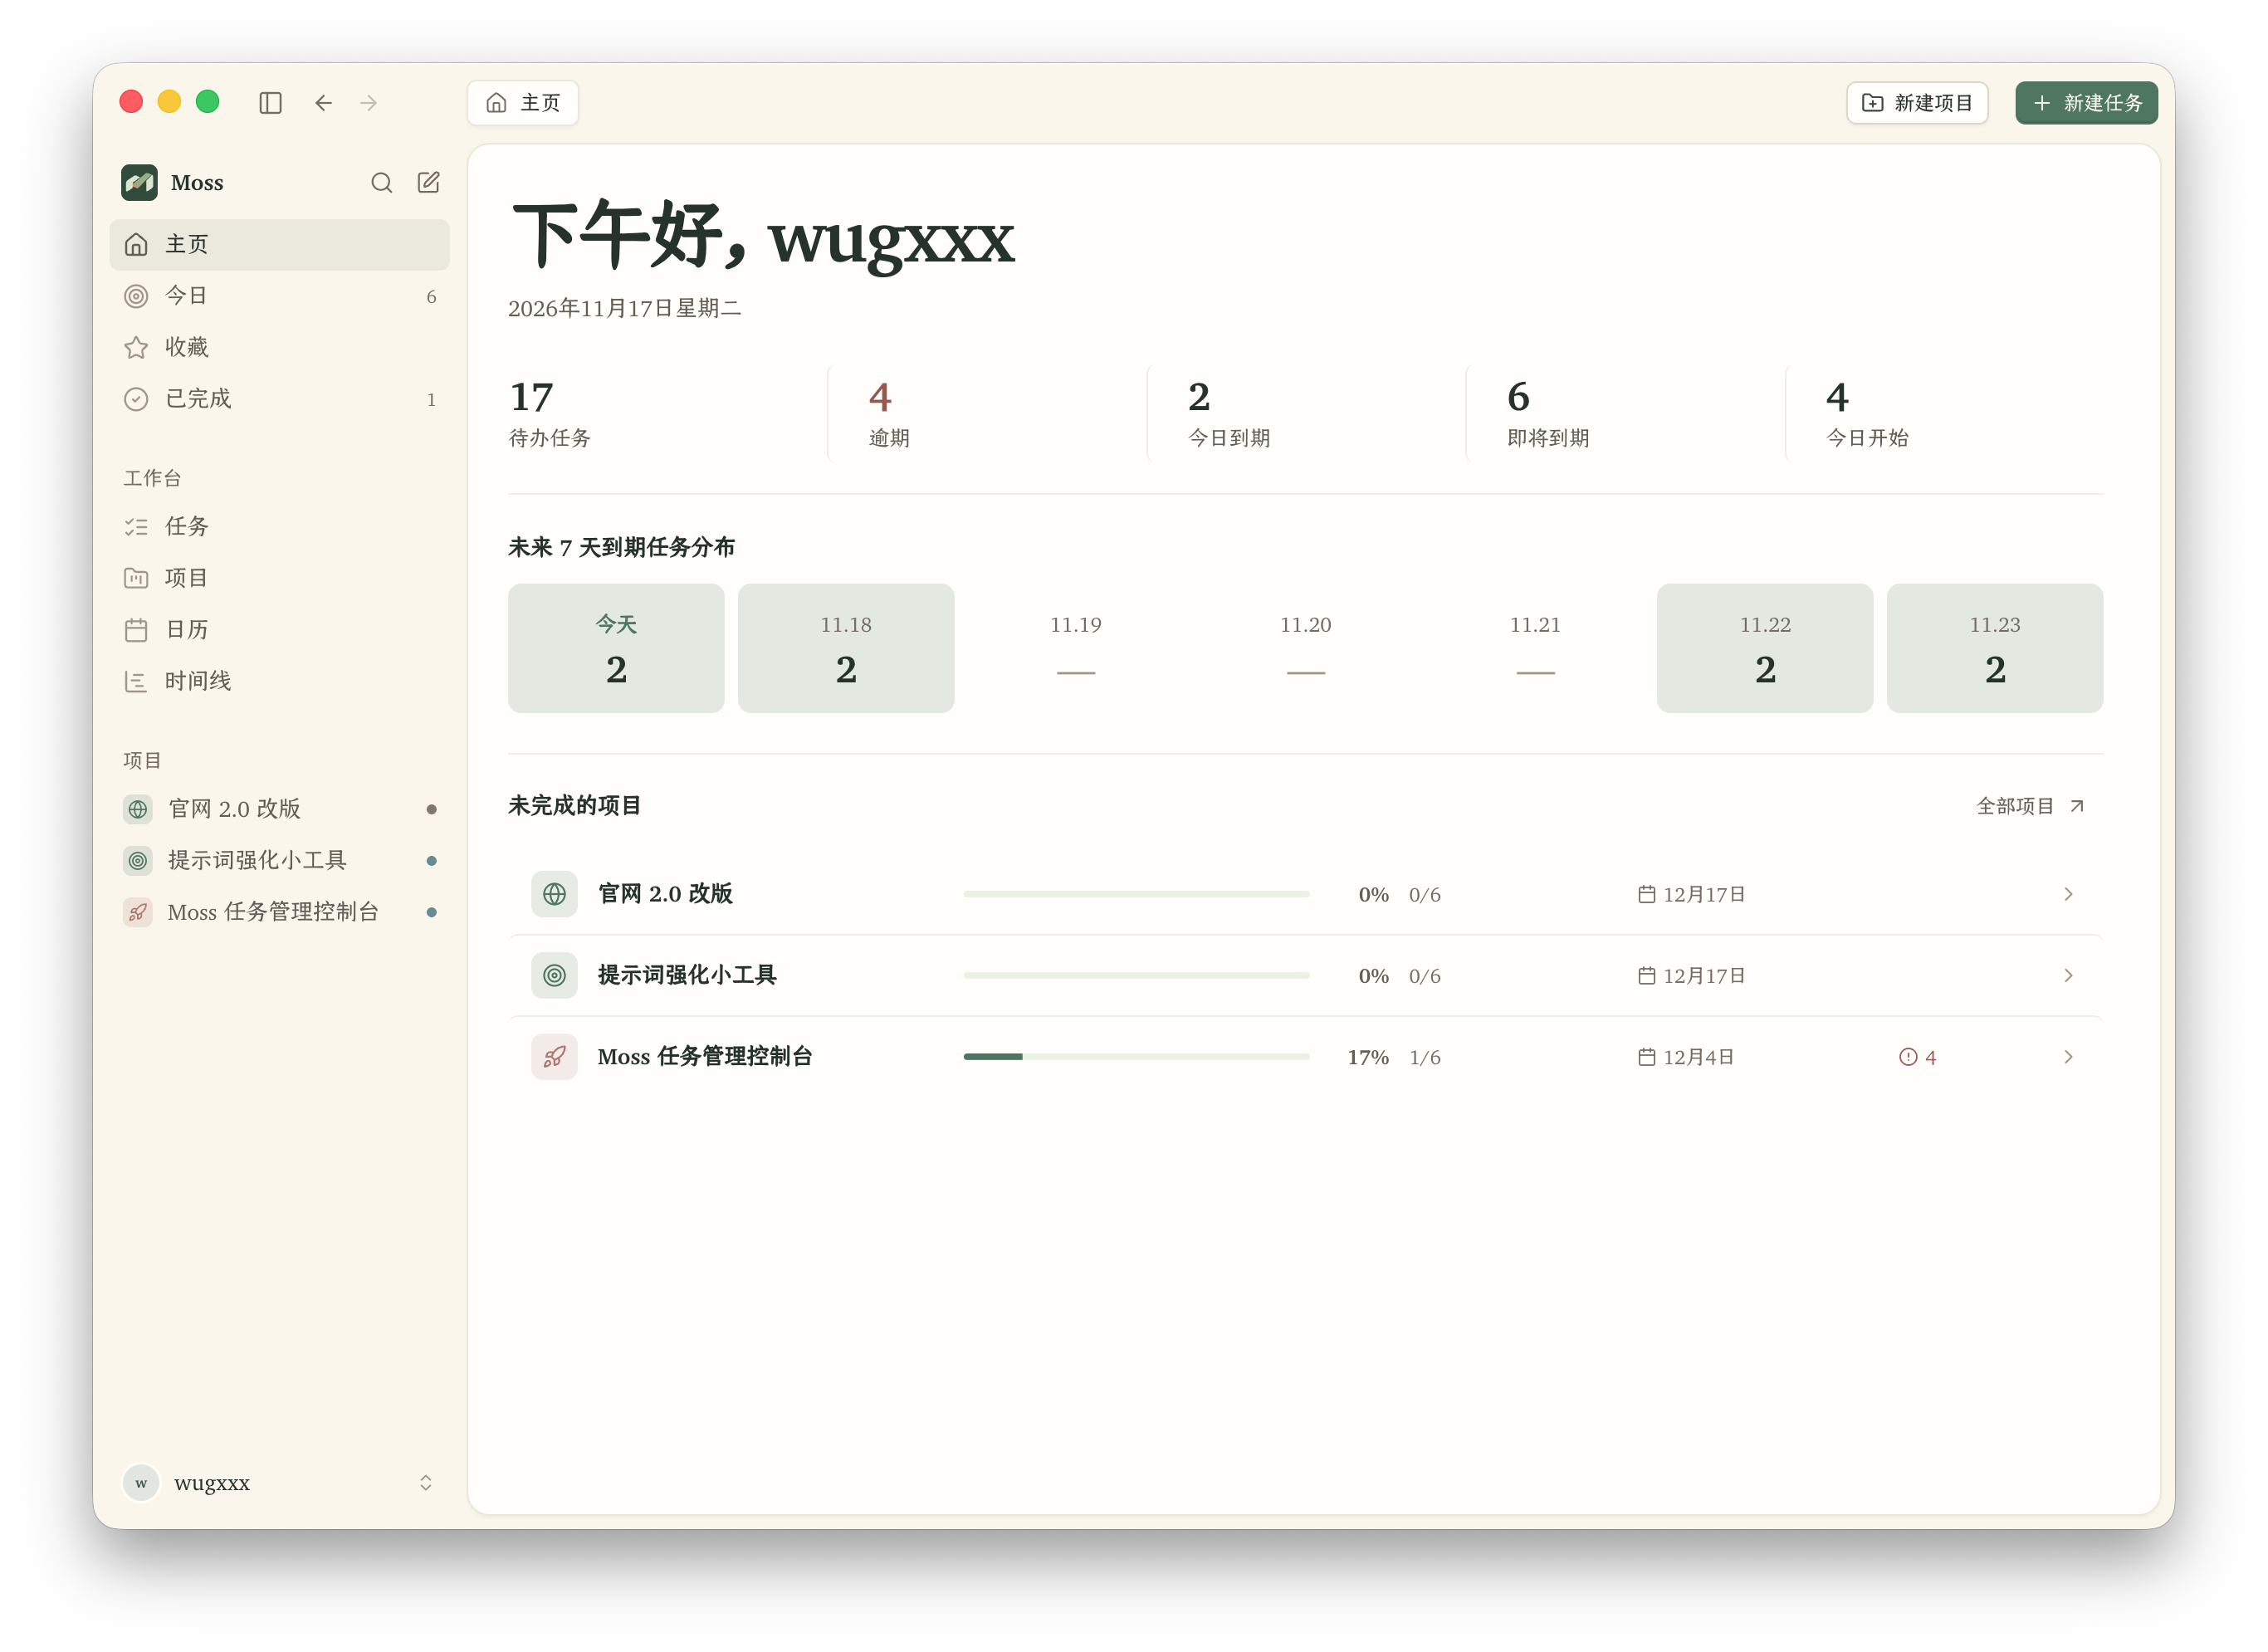 主页
新建项目
新建任务
Moss
主页
今日 6
收藏
已完成 1
工作台
任务
项目
日历
时间线
项目
官网 2.0 改版
提示词强化小工具
Moss 任务管理控制台
w wugxxx
下午好, wugxxx
2026年11月17日星期二
17 待办任务
4 逾期
2 今日到期
6 即将到期
4 今日开始
未来 7 天到期任务分布
今天 2
11.18 2
11.19 —
11.20 —
11.21 —
11.22 2
11.23 2
未完成的项目
全部项目
官网 2.0 改版 0% 0/6 12月17日
提示词强化小工具 0% 0/6 12月17日
Moss 任务管理控制台 17% 1/6 12月4日 4